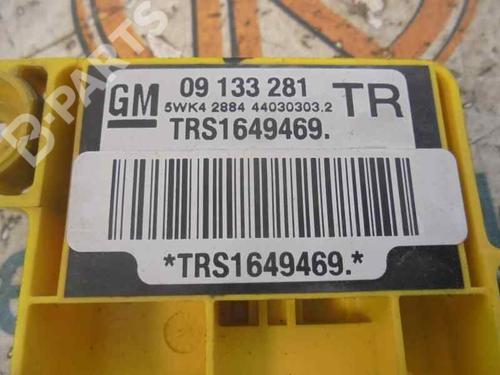 GM
09 133 281
TR
5WK4 2884 44030303.2
TRS1649469.
*TRS1649469.*
B-PARTS